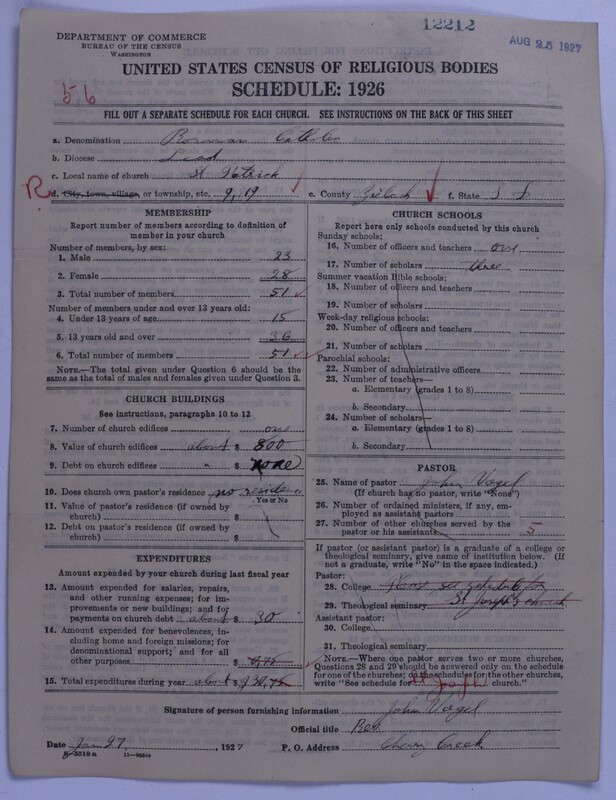 12212
AUG 25 1927
DEPARTMENT OF COMMERCE
BUREAU OF THE CENSUS
WASHINGTON
UNITED STATES CENSUS OF RELIGIOUS BODIES
SCHEDULE: 1926
56
FILL OUT A SEPARATE SCHEDULE FOR EACH CHURCH. SEE INSTRUCTIONS ON THE BACK OF THIS SHEET
a. Denomination Roman Catholic
b. Diocese Lead
c. Local name of church St Patrick
R d. City, town, village, or township, etc. 9, 19 e. County Zieback f. State S D
MEMBERSHIP
Report number of members according to definition of
member in your church
Number of members, by sex:
1. Male 23
2. Female 28
3. Total number of members 51
Number of members under and over 13 years old:
4. Under 13 years of age 15
5. 13 years old and over 36
6. Total number of members 51
NOTE.—The total given under Question 6 should be
same as the total of males and females given under Question 3.
CHURCH BUILDINGS
See instructions, paragraphs 10 to 12
7. Number of church edifices one
8. Value of church edifices about $ 800
9. Debt on church edifices " $ none
10. Does church own pastor's residence no residence
Yes or No
11. Value of pastor's residence (if owned by
church) $
12. Debt on pastor's residence (if owned by
church) $
EXPENDITURES
Amount expended by your church during last fiscal year
13. Amount expended for salaries, repairs,
and other running expenses; for im-
provements or new buildings; and for
payments on church debt about $ 30
14. Amount expended for benevolences, in-
cluding home and foreign missions; for
denominational support; and for all
other purposes $
15. Total expenditures during year about $ 30,
CHURCH SCHOOLS
Report here only schools conducted by this church
Sunday schools:
16. Number of officers and teachers one
17. Number of scholars three
Summer vacation Bible schools:
18. Number of officers and teachers
19. Number of scholars
Week-day religious schools:
20. Number of officers and teachers
21. Number of scholars
Parochial schools:
22. Number of administrative officers
23. Number of teachers—
a. Elementary (grades 1 to 8)
b. Secondary
24. Number of scholars—
a. Elementary (grades 1 to 8)
b. Secondary
PASTOR
25. Name of pastor John Vogel
(If church has no pastor, write "None")
26. Number of ordained ministers, if any, em-
ployed as assistant pastors
27. Number of other churches served by the
pastor or his assistants 5
If pastor (or assistant pastor) is a graduate of a college or
theological seminary, give name of institution below. (If
not a graduate, write "No" in the space indicated.)
Pastor:
28. College see schedule for
29. Theological seminary St Joseph's church
Assistant pastor:
30. College
31. Theological seminary
NOTE.—Where one pastor serves two or more churches,
Questions 28 and 29 should be answered only on the schedule
for one of the churches; on the schedules for the other churches,
write "See schedule for St Joseph church."
Signature of person furnishing information John Vogel
Official title Rev
Date Jan 27, 1927 P. O. Address Cherry Creek